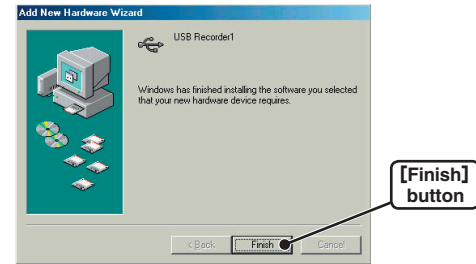 Add New Hardware Wizard
USB Recorder1
Windows has finished installing the software you selected
that your new hardware device requires.
[Finish]
button
< Back
Finish
Cancel